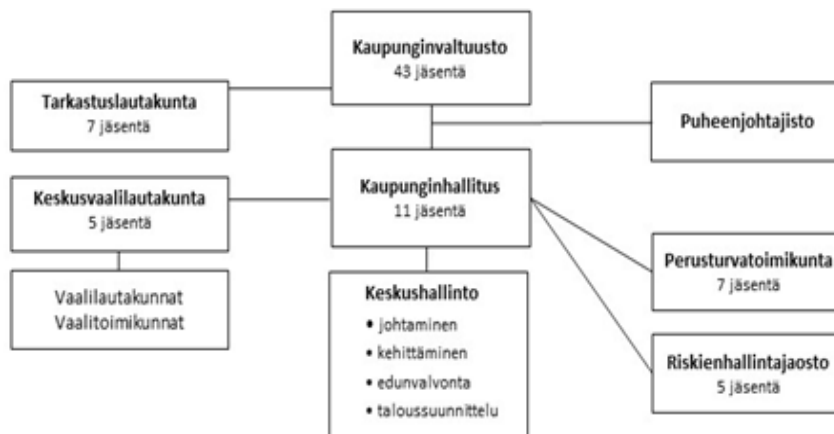 Kaupunginvaltuusto
43 jäsentä
Tarkastuslautakunta
7 jäsentä
Puheenjohtajisto
Kaupunginhallitus
11 jäsentä
Keskusvaalilautakunta
5 jäsentä
Vaalilautakunnat
Vaalitoimikunnat
Perusturvatoimikunta
7 jäsentä
Keskushallinto
• johtaminen
• kehittäminen
• edunvalvonta
• taloussuunnittelu
Riskienhallintajaosto
5 jäsentä